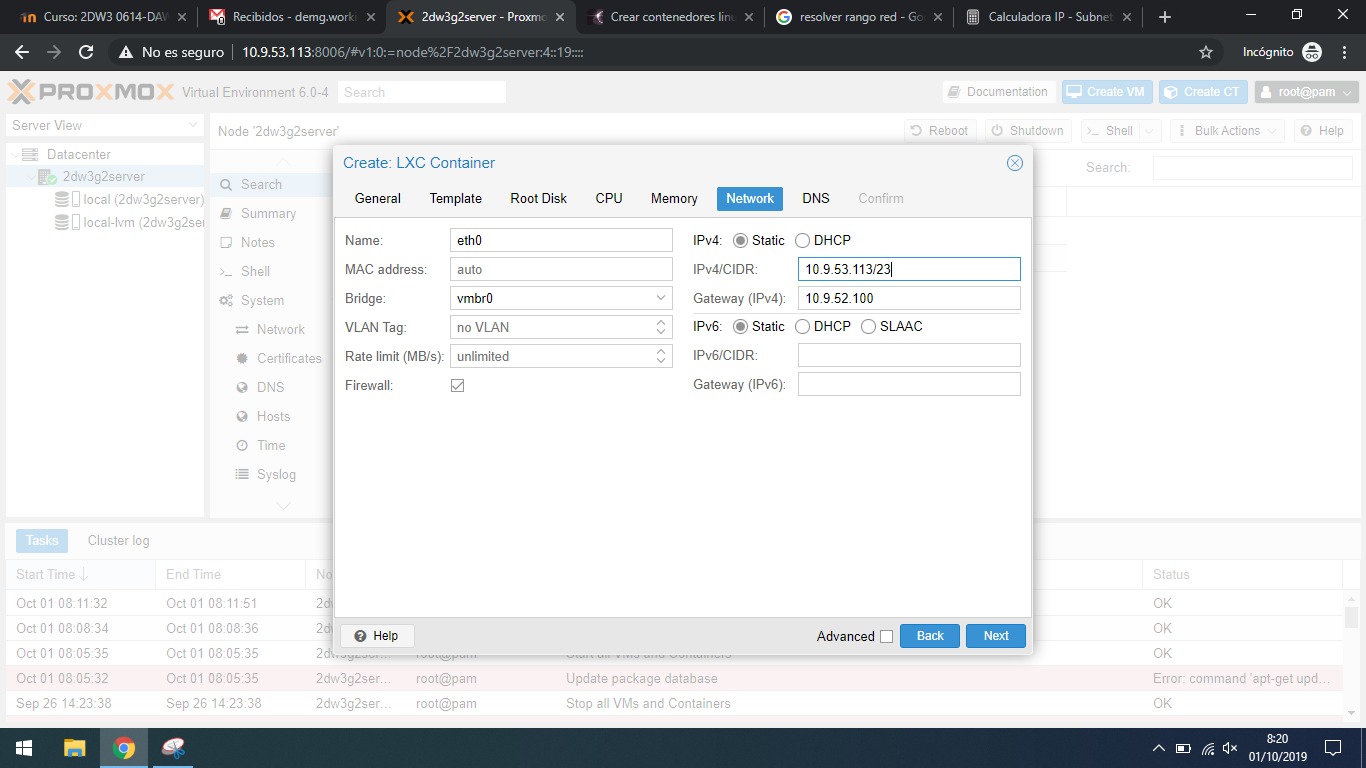 Curso: 2DW3 0614-DAW
Recibidos - demg.worki
2dw3g2server - Proxmo
Crear contenedores linu
resolver rango red - Go
Calculadora IP - Subnet
No es seguro
10.9.53.113:8006/#v1:0:=node%2F2dw3g2server:4::19::::
Incógnito
PROXMOX Virtual Environment 6.0-4 Search
Documentation Create VM Create CT root@pam
Server View
Node '2dw3g2server'
Reboot Shutdown Shell Bulk Actions Help
Datacenter
2dw3g2server
local (2dw3g2server)
local-lvm (2dw3g2ser
Search
Summary
Notes
Shell
System
Network
Certificates
DNS
Hosts
Time
Syslog
Search:
Create: LXC Container
General Template Root Disk CPU Memory Network DNS Confirm
Name: eth0
MAC address: auto
Bridge: vmbr0
VLAN Tag: no VLAN
Rate limit (MB/s): unlimited
Firewall:
IPv4: Static DHCP
IPv4/CIDR: 10.9.53.113/23
Gateway (IPv4): 10.9.52.100
IPv6: Static DHCP SLAAC
IPv6/CIDR:
Gateway (IPv6):
Help Advanced Back Next
Tasks Cluster log
Start Time End Time Status
Oct 01 08:11:32 Oct 01 08:11:51 OK
Oct 01 08:08:34 Oct 01 08:08:36 OK
Oct 01 08:05:35 Oct 01 08:05:35 2dw3g2ser... root@pam Start all VMs and Containers OK
Oct 01 08:05:32 Oct 01 08:05:35 2dw3g2ser... root@pam Update package database Error: command 'apt-get upd...
Sep 26 14:23:38 Sep 26 14:23:38 2dw3g2ser... root@pam Stop all VMs and Containers OK
8:20
01/10/2019